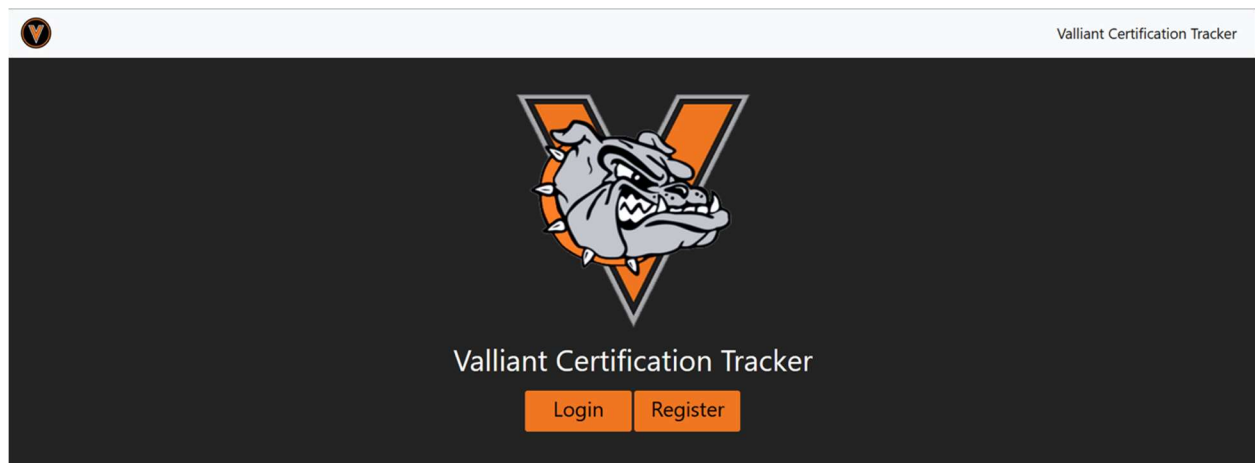 V
Valliant Certification Tracker
V
Valliant Certification Tracker
Login
Register